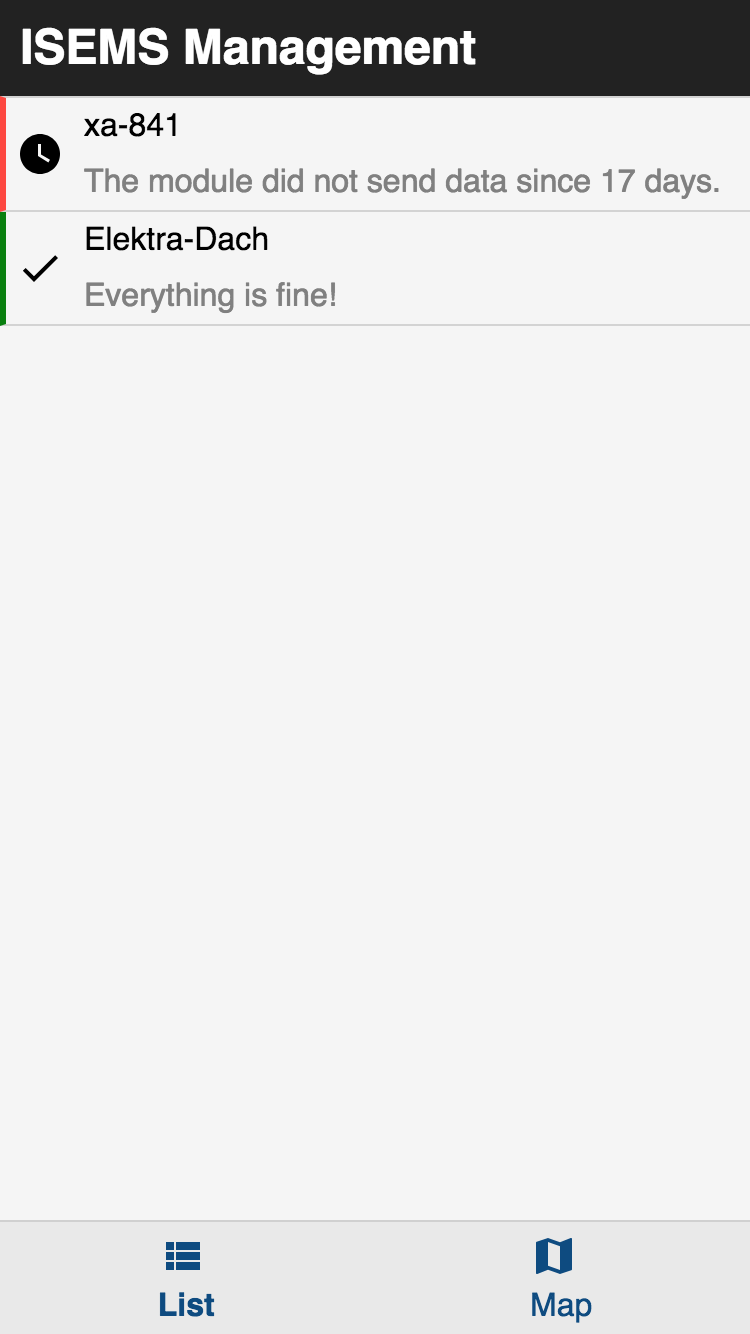 ISEMS Management
xa-841
The module did not send data since 17 days.
Elektra-Dach
Everything is fine!
List
Map